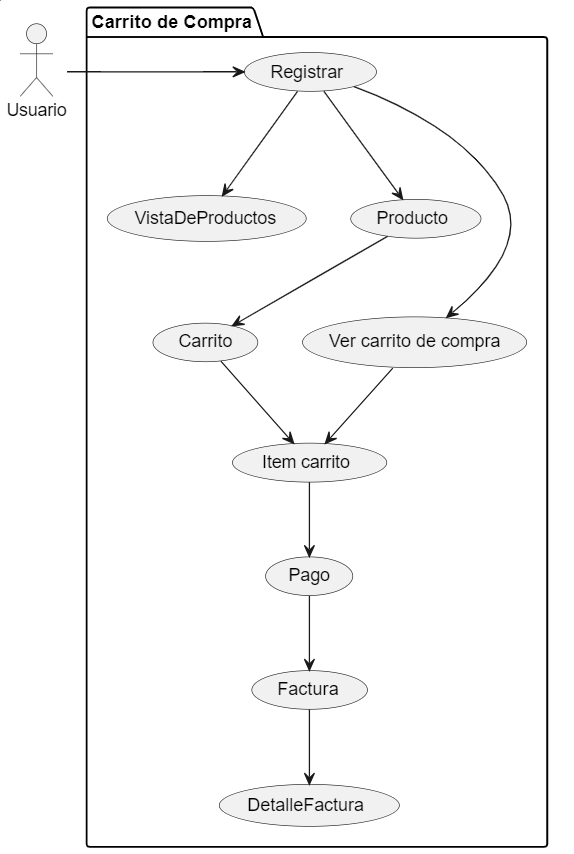 Carrito de Compra
Usuario
Registrar
VistaDeProductos
Producto
Carrito
Ver carrito de compra
Item carrito
Pago
Factura
DetalleFactura